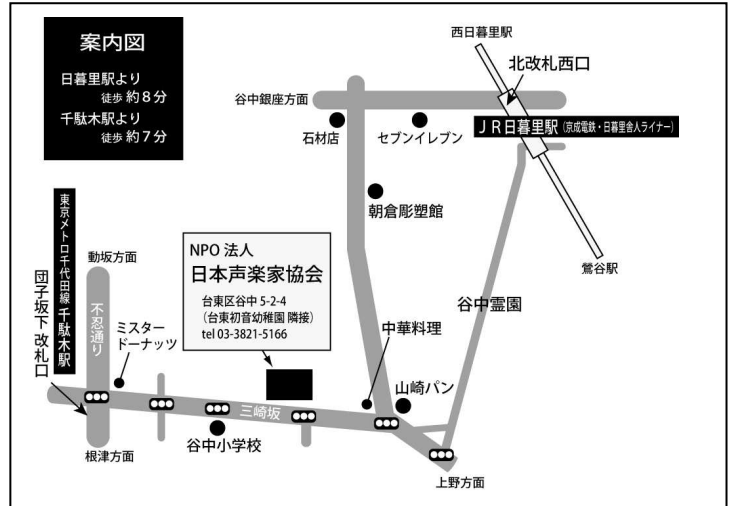 案内図
日暮里駅より
徒歩 約8分
千駄木駅より
徒歩 約7分
西日暮里駅
北改札西口
谷中銀座方面
石材店
セブンイレブン
JR日暮里駅 (京成電鉄・日暮里舎人ライナー)
朝倉彫塑館
鶯谷駅
谷中霊園
東京メトロ千代田線 千駄木駅
団子坂下 改札口
動坂方面
不忍通り
ミスター
ドーナッツ
NPO 法人
日本声楽家協会
台東区谷中 5-2-4
(台東初音幼稚園 隣接)
tel 03-3821-5166
中華料理
山崎パン
三崎坂
谷中小学校
根津方面
上野方面